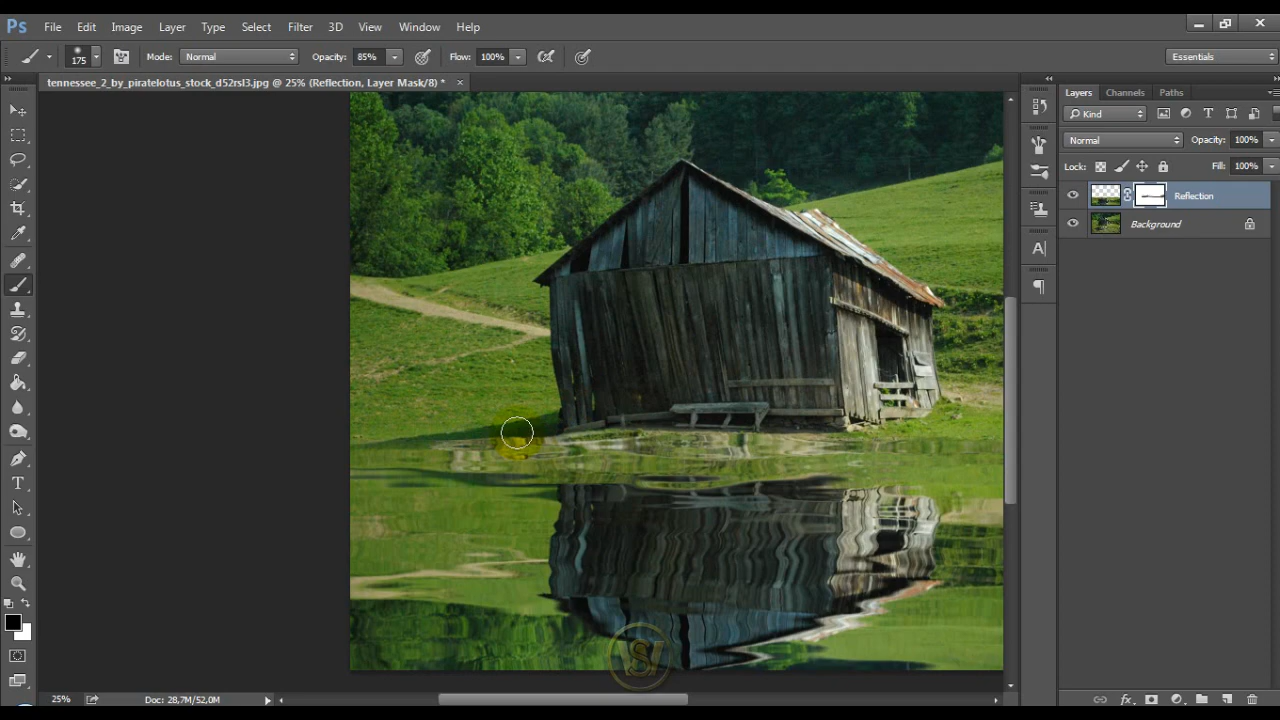 Ps File Edit Image Layer Type Select Filter 3D View Window Help
175 Mode: Normal Opacity: 85% Flow: 100% Essentials
tennessee_2_by_piratelotus_stock_d52rsl3.jpg @ 25% (Reflection, Layer Mask/8) * ×
Layers Channels Paths
Kind
Normal Opacity: 100%
Lock: Fill: 100%
Reflection
Background
25% Doc: 28,7M/52,0M